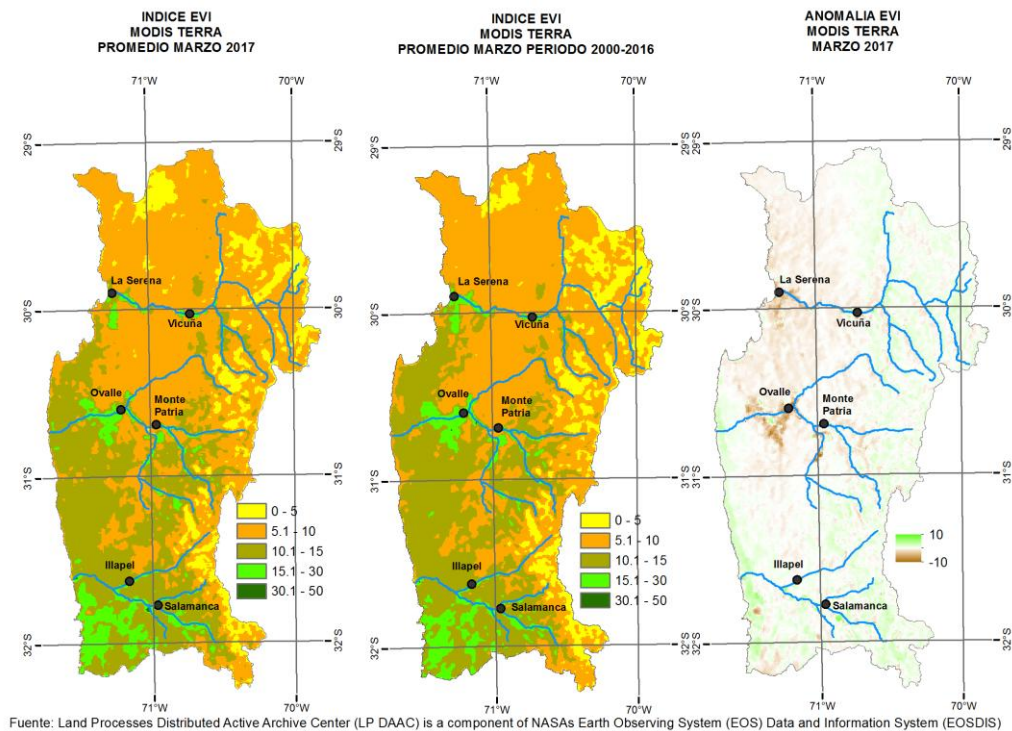 INDICE EVI
MODIS TERRA
PROMEDIO MARZO 2017
71°W
70°W
29°S
30°S
31°S
32°S
La Serena
Vicuña
Ovalle
Monte
Patria
Illapel
Salamanca
0 - 5
5.1 - 10
10.1 - 15
15.1 - 30
30.1 - 50
71°W
70°W
INDICE EVI
MODIS TERRA
PROMEDIO MARZO PERIODO 2000-2016
71°W
70°W
29°S
29°S
30°S
30°S
31°S
31°S
32°S
32°S
La Serena
Vicuña
Ovalle
Monte
Patria
Illapel
Salamanca
0 - 5
5.1 - 10
10.1 - 15
15.1 - 30
30.1 - 50
71°W
70°W
ANOMALIA EVI
MODIS TERRA
MARZO 2017
71°W
70°W
29°S
29°S
30°S
30°S
31°S
31°S
32°S
32°S
La Serena
Vicuña
Ovalle
Monte
Patria
Illapel
Salamanca
10
-10
71°W
70°W
Fuente: Land Processes Distributed Active Archive Center (LP DAAC) is a component of NASAs Earth Observing System (EOS) Data and Information System (EOSDIS)